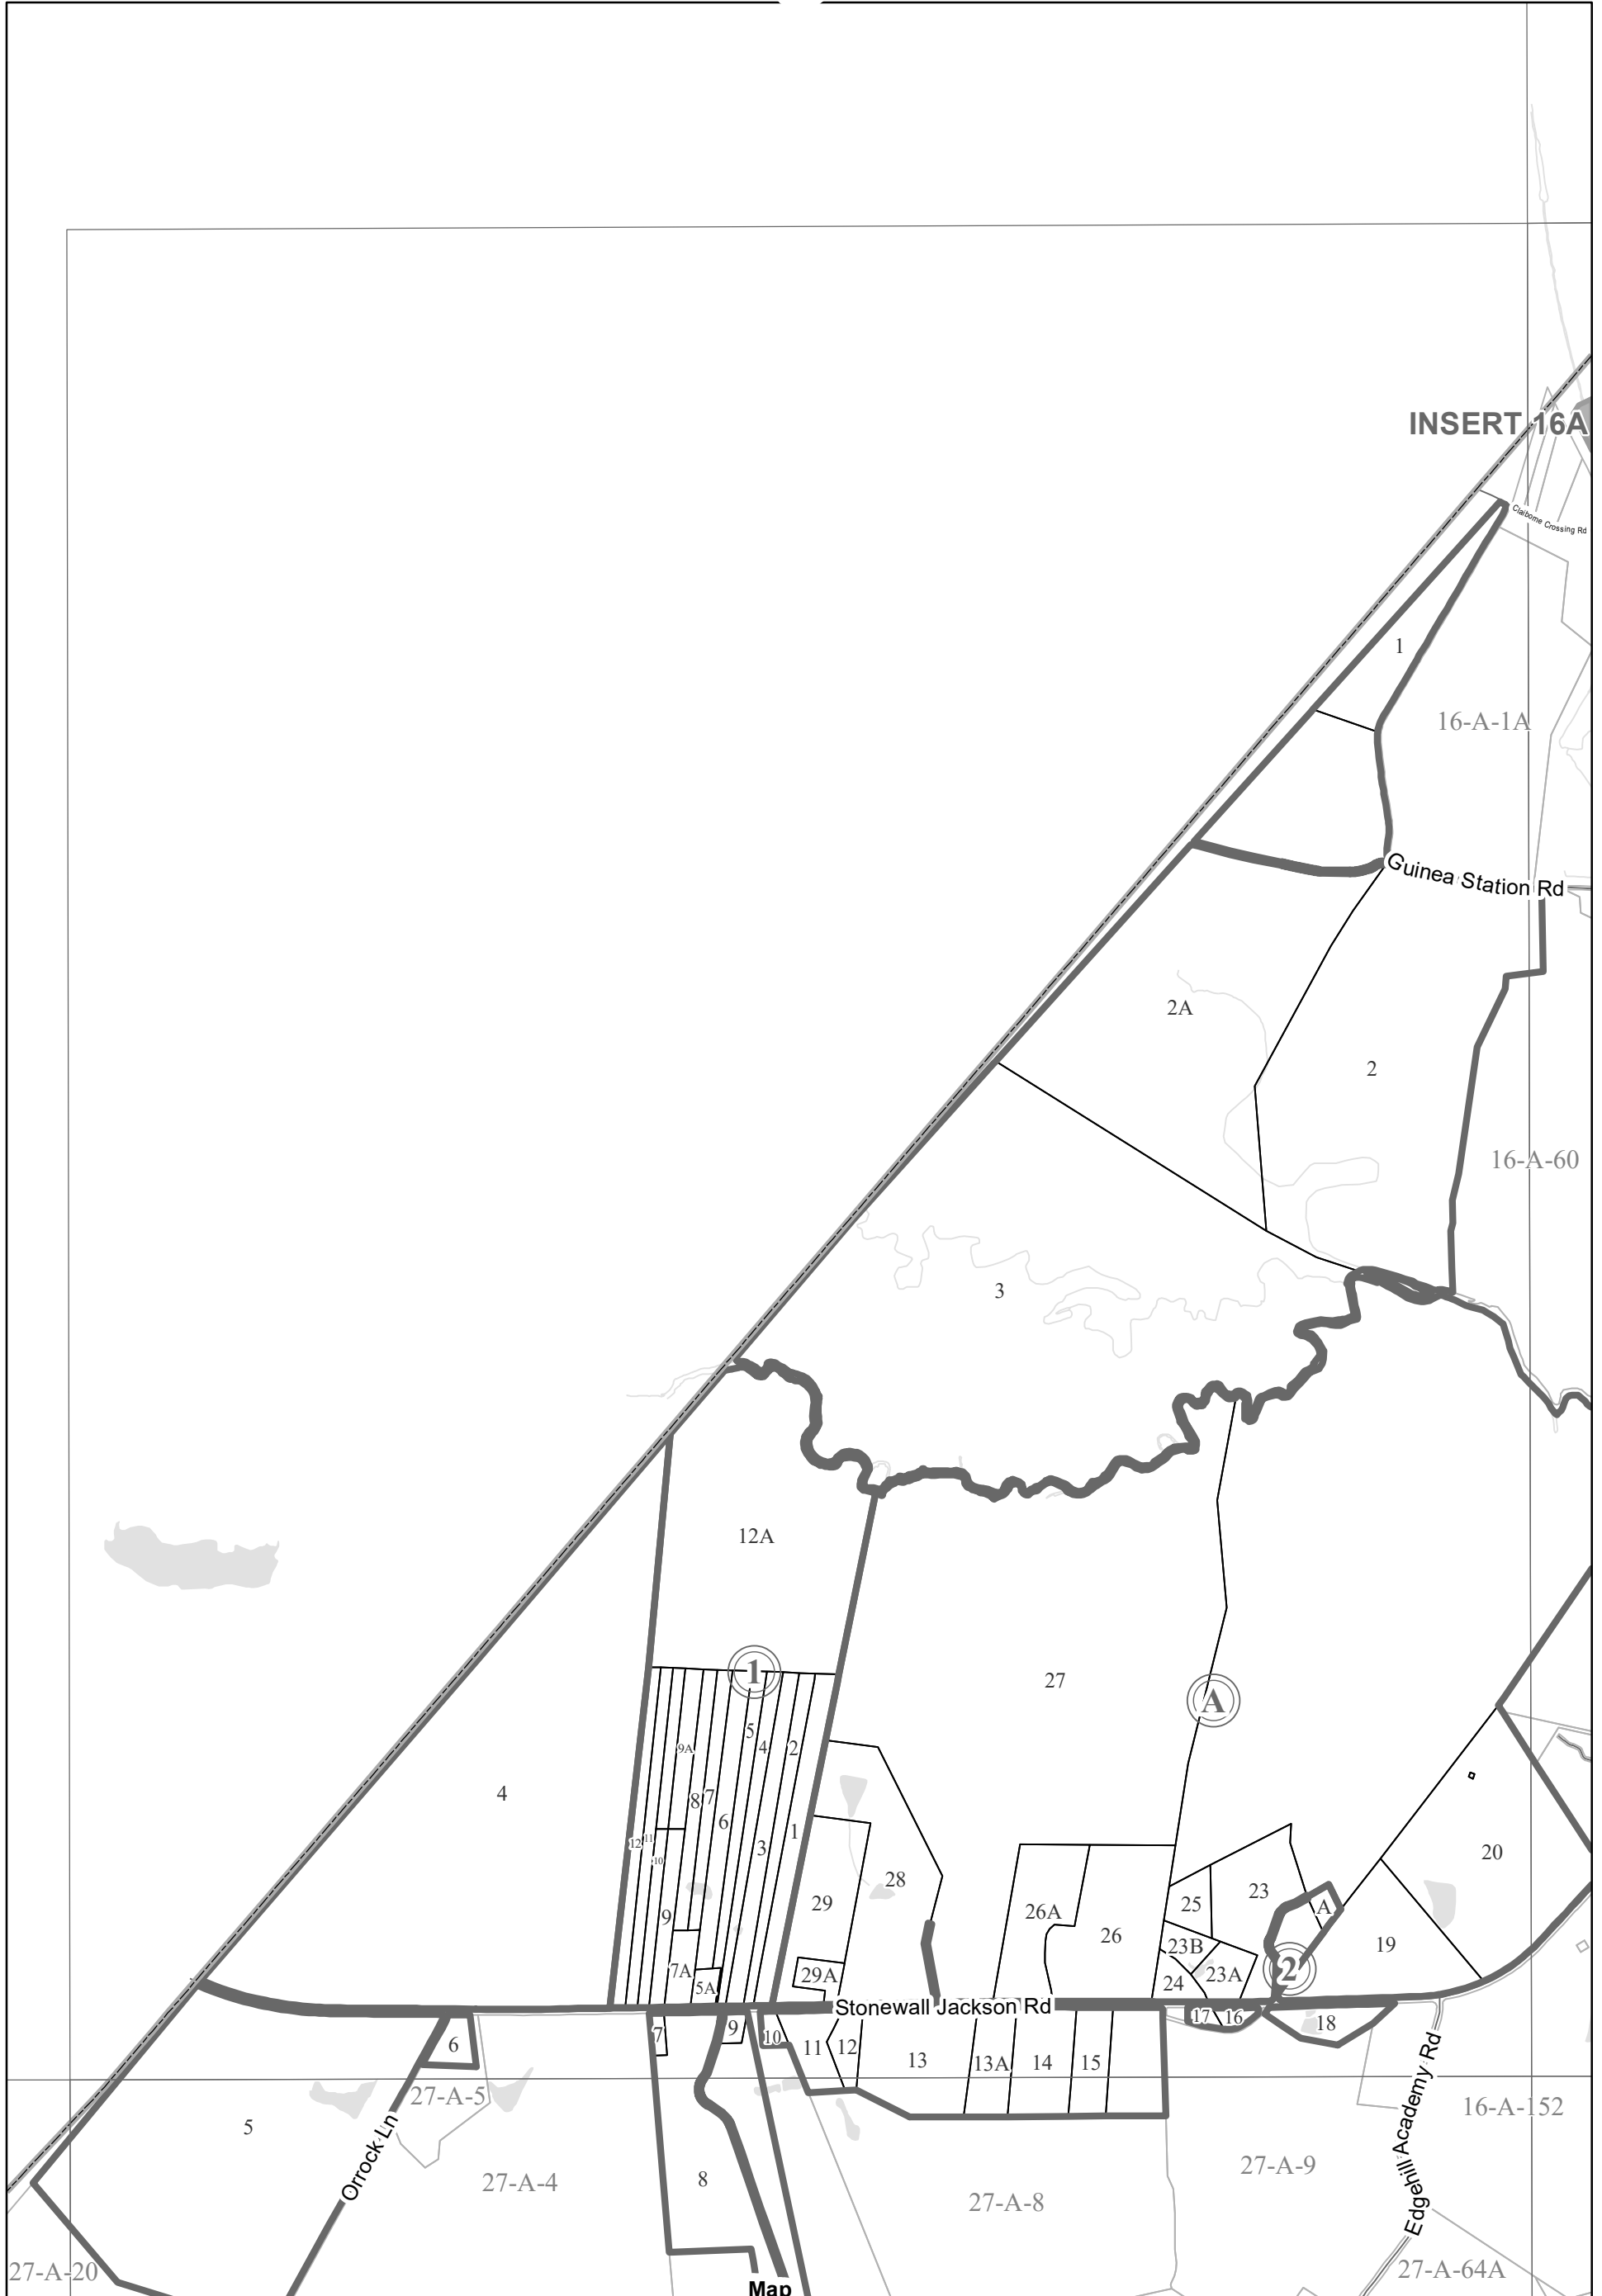 INSERT 16A
Claiborne Crossing Rd
1
16-A-1A
Guinea Station Rd
2A
2
16-A-60
3
12A
1
27
A
5
4
2
9A
4
8
7
6
1
12
11
3
10
20
28
29
25
23
A
26A
9
26
23B
19
2
7A
29A
24
23A
5A
Stonewall Jackson Rd
17
16
18
7
9
10
6
11
12
13
13A
14
15
Edgehill Academy Rd
27-A-5
16-A-152
5
Orrock Ln
27-A-9
27-A-4
8
27-A-8
27-A-20
27-A-64A
Map